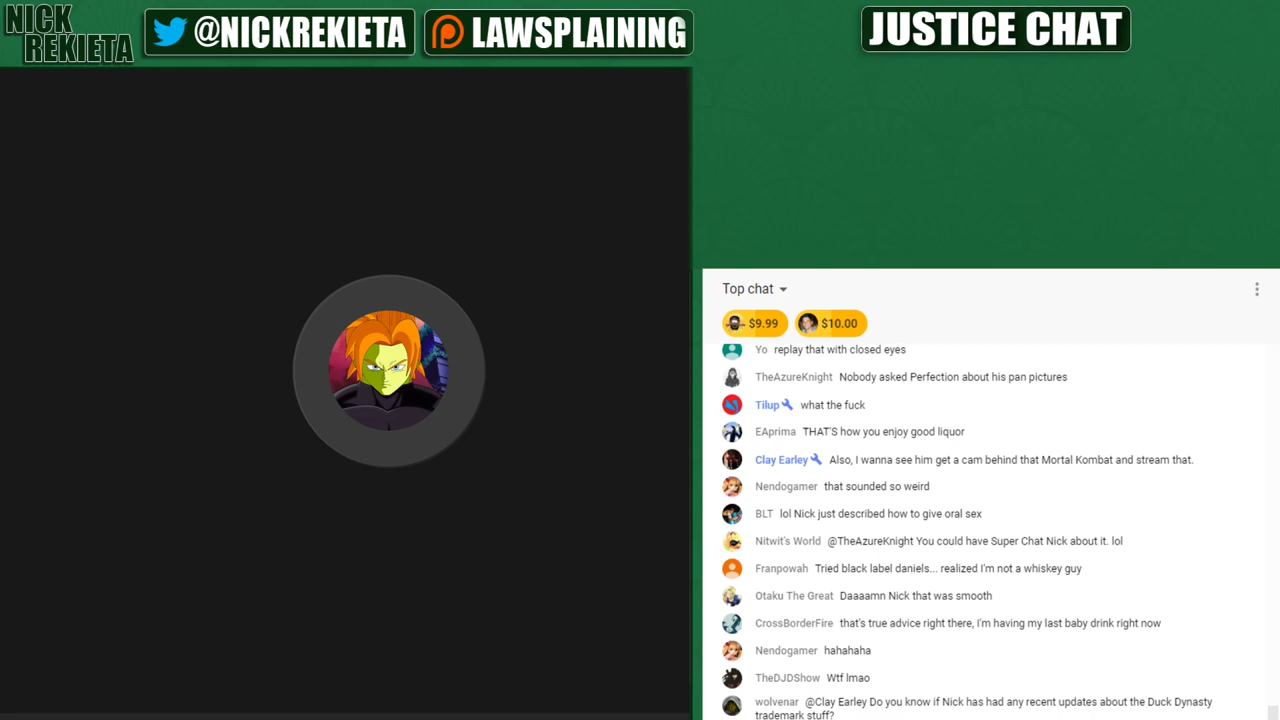 NICK
REKIETA
@NICKREKIETA
LAWSPLAINING
JUSTICE CHAT
Top chat
$9.99
$10.00
Yo replay that with closed eyes
TheAzureKnight Nobody asked Perfection about his pan pictures
Tilup what the fuck
EAprima THAT'S how you enjoy good liquor
Clay Earley Also, I wanna see him get a cam behind that Mortal Kombat and stream that.
Nendogamer that sounded so weird
BLT lol Nick just described how to give oral sex
Nitwit's World @TheAzureKnight You could have Super Chat Nick about it. lol
Franpowah Tried black label daniels... realized I'm not a whiskey guy
Otaku The Great Daaaamn Nick that was smooth
CrossBorderFire that's true advice right there, I'm having my last baby drink right now
Nendogamer hahahaha
TheDJDShow Wtf lmao
wolvenar @Clay Earley Do you know if Nick has had any recent updates about the Duck Dynasty
trademark stuff?